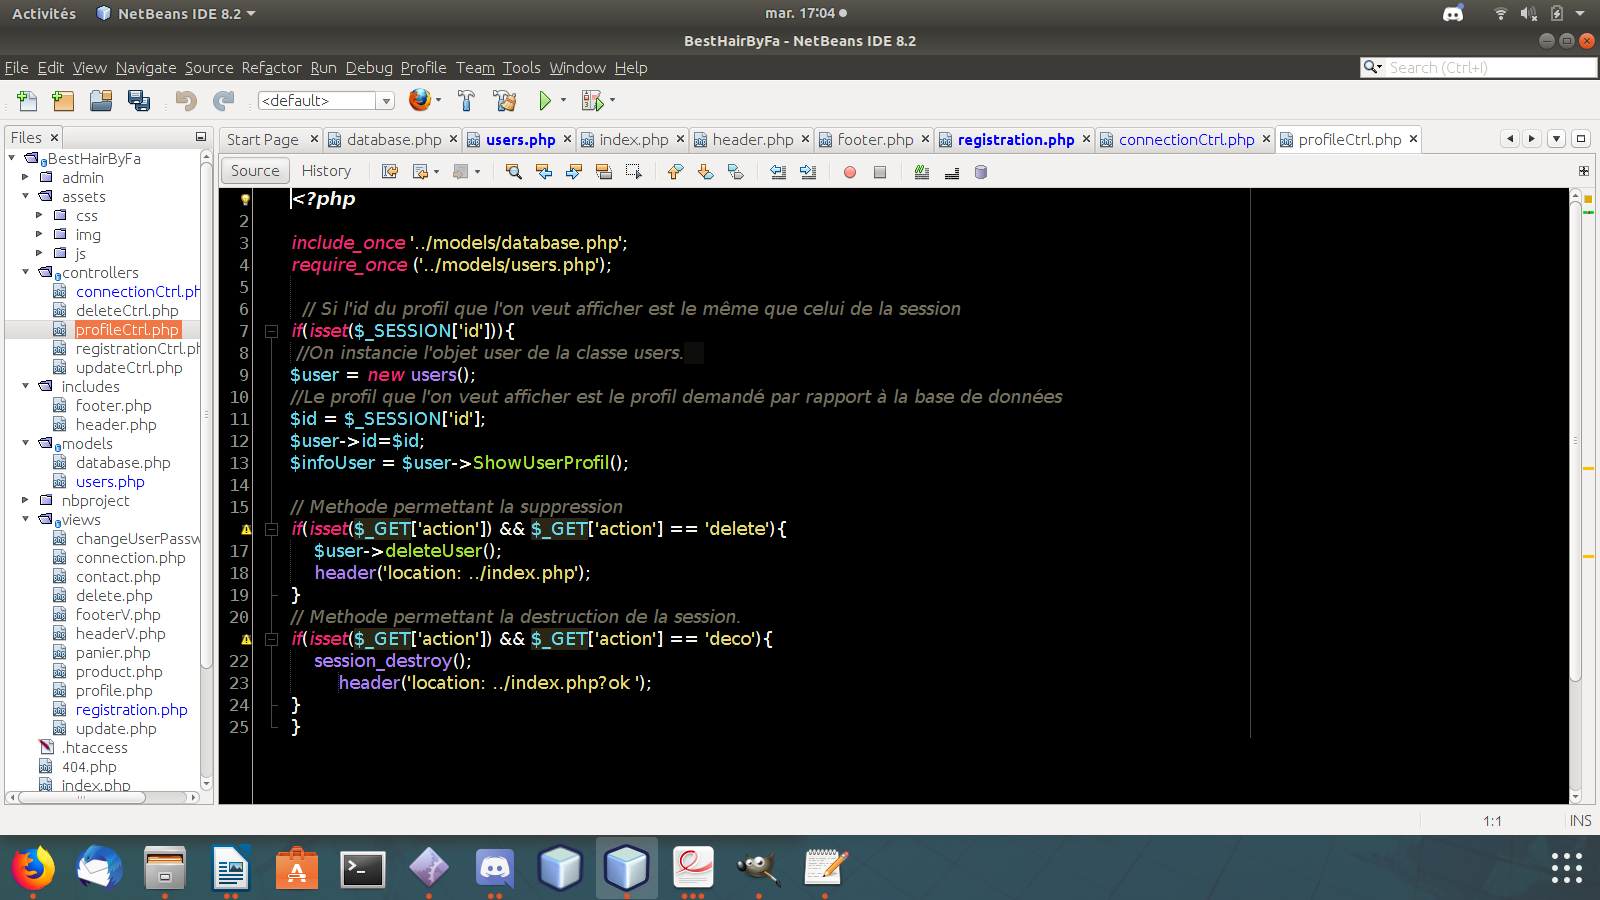 Activités NetBeans IDE 8.2 mar. 17:04
BestHairByFa - NetBeans IDE 8.2
File Edit View Navigate Source Refactor Run Debug Profile Team Tools Window Help Search (Ctrl+I)
<default>
Files
Start Page database.php users.php index.php header.php footer.php registration.php connectionCtrl.php profileCtrl.php
Source History
BestHairByFa
admin
assets
css
img
js
controllers
connectionCtrl.ph
deleteCtrl.php
profileCtrl.php
registrationCtrl.ph
updateCtrl.php
includes
footer.php
header.php
models
database.php
users.php
nbproject
views
changeUserPassw
connection.php
contact.php
delete.php
footerV.php
headerV.php
panier.php
product.php
profile.php
registration.php
update.php
.htaccess
404.php
index.php
<?php
2
3 include_once '../models/database.php';
4 require_once ('../models/users.php');
5
6 // Si l'id du profil que l'on veut afficher est le même que celui de la session
7 if(isset($_SESSION['id'])){
8 //On instancie l'objet user de la classe users.
9 $user = new users();
10 //Le profil que l'on veut afficher est le profil demandé par rapport à la base de données
11 $id = $_SESSION['id'];
12 $user->id=$id;
13 $infoUser = $user->ShowUserProfil();
14
15 // Methode permettant la suppression
if(isset($_GET['action']) && $_GET['action'] == 'delete'){
17 $user->deleteUser();
18 header('location: ../index.php');
19 }
20 // Methode permettant la destruction de la session.
if(isset($_GET['action']) && $_GET['action'] == 'deco'){
22 session_destroy();
23 header('location: ../index.php?ok ');
24 }
25 }
1:1 INS